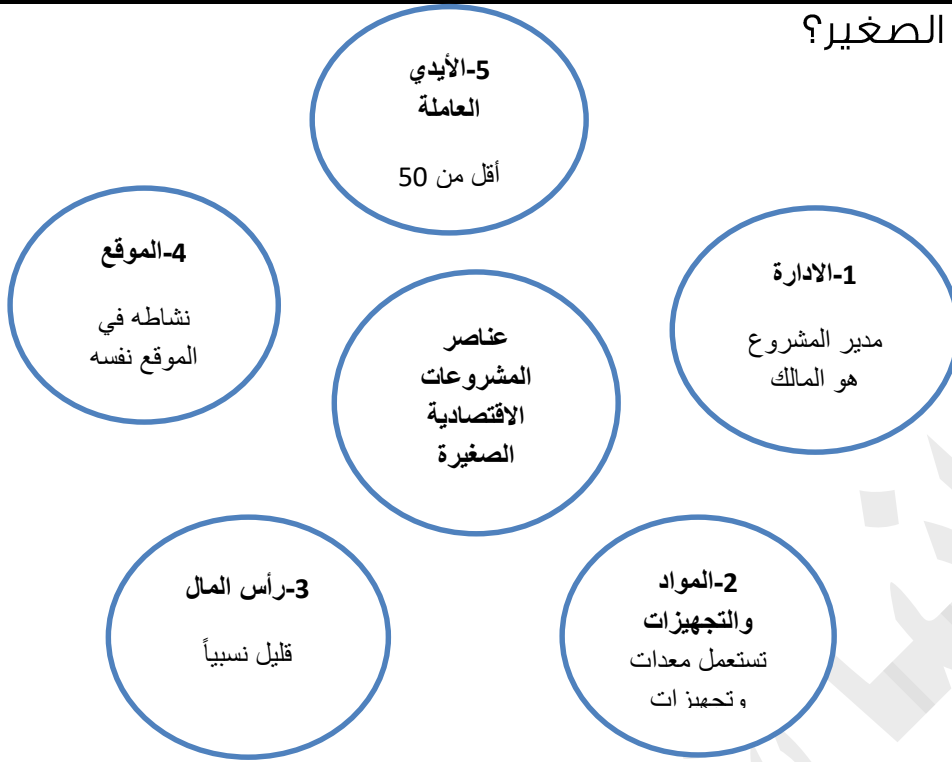 الصغير؟
عناصر
المشروعات
الاقتصادية
الصغيرة
1-الادارة
مدير المشروع
هو المالك
2-المواد
والتجهيزات
تستعمل معدات
وتجهيزات
3-رأس المال
قليل نسبياً
4-الموقع
نشاطه في
الموقع نفسه
5-الأيدي
العاملة
أقل من 50